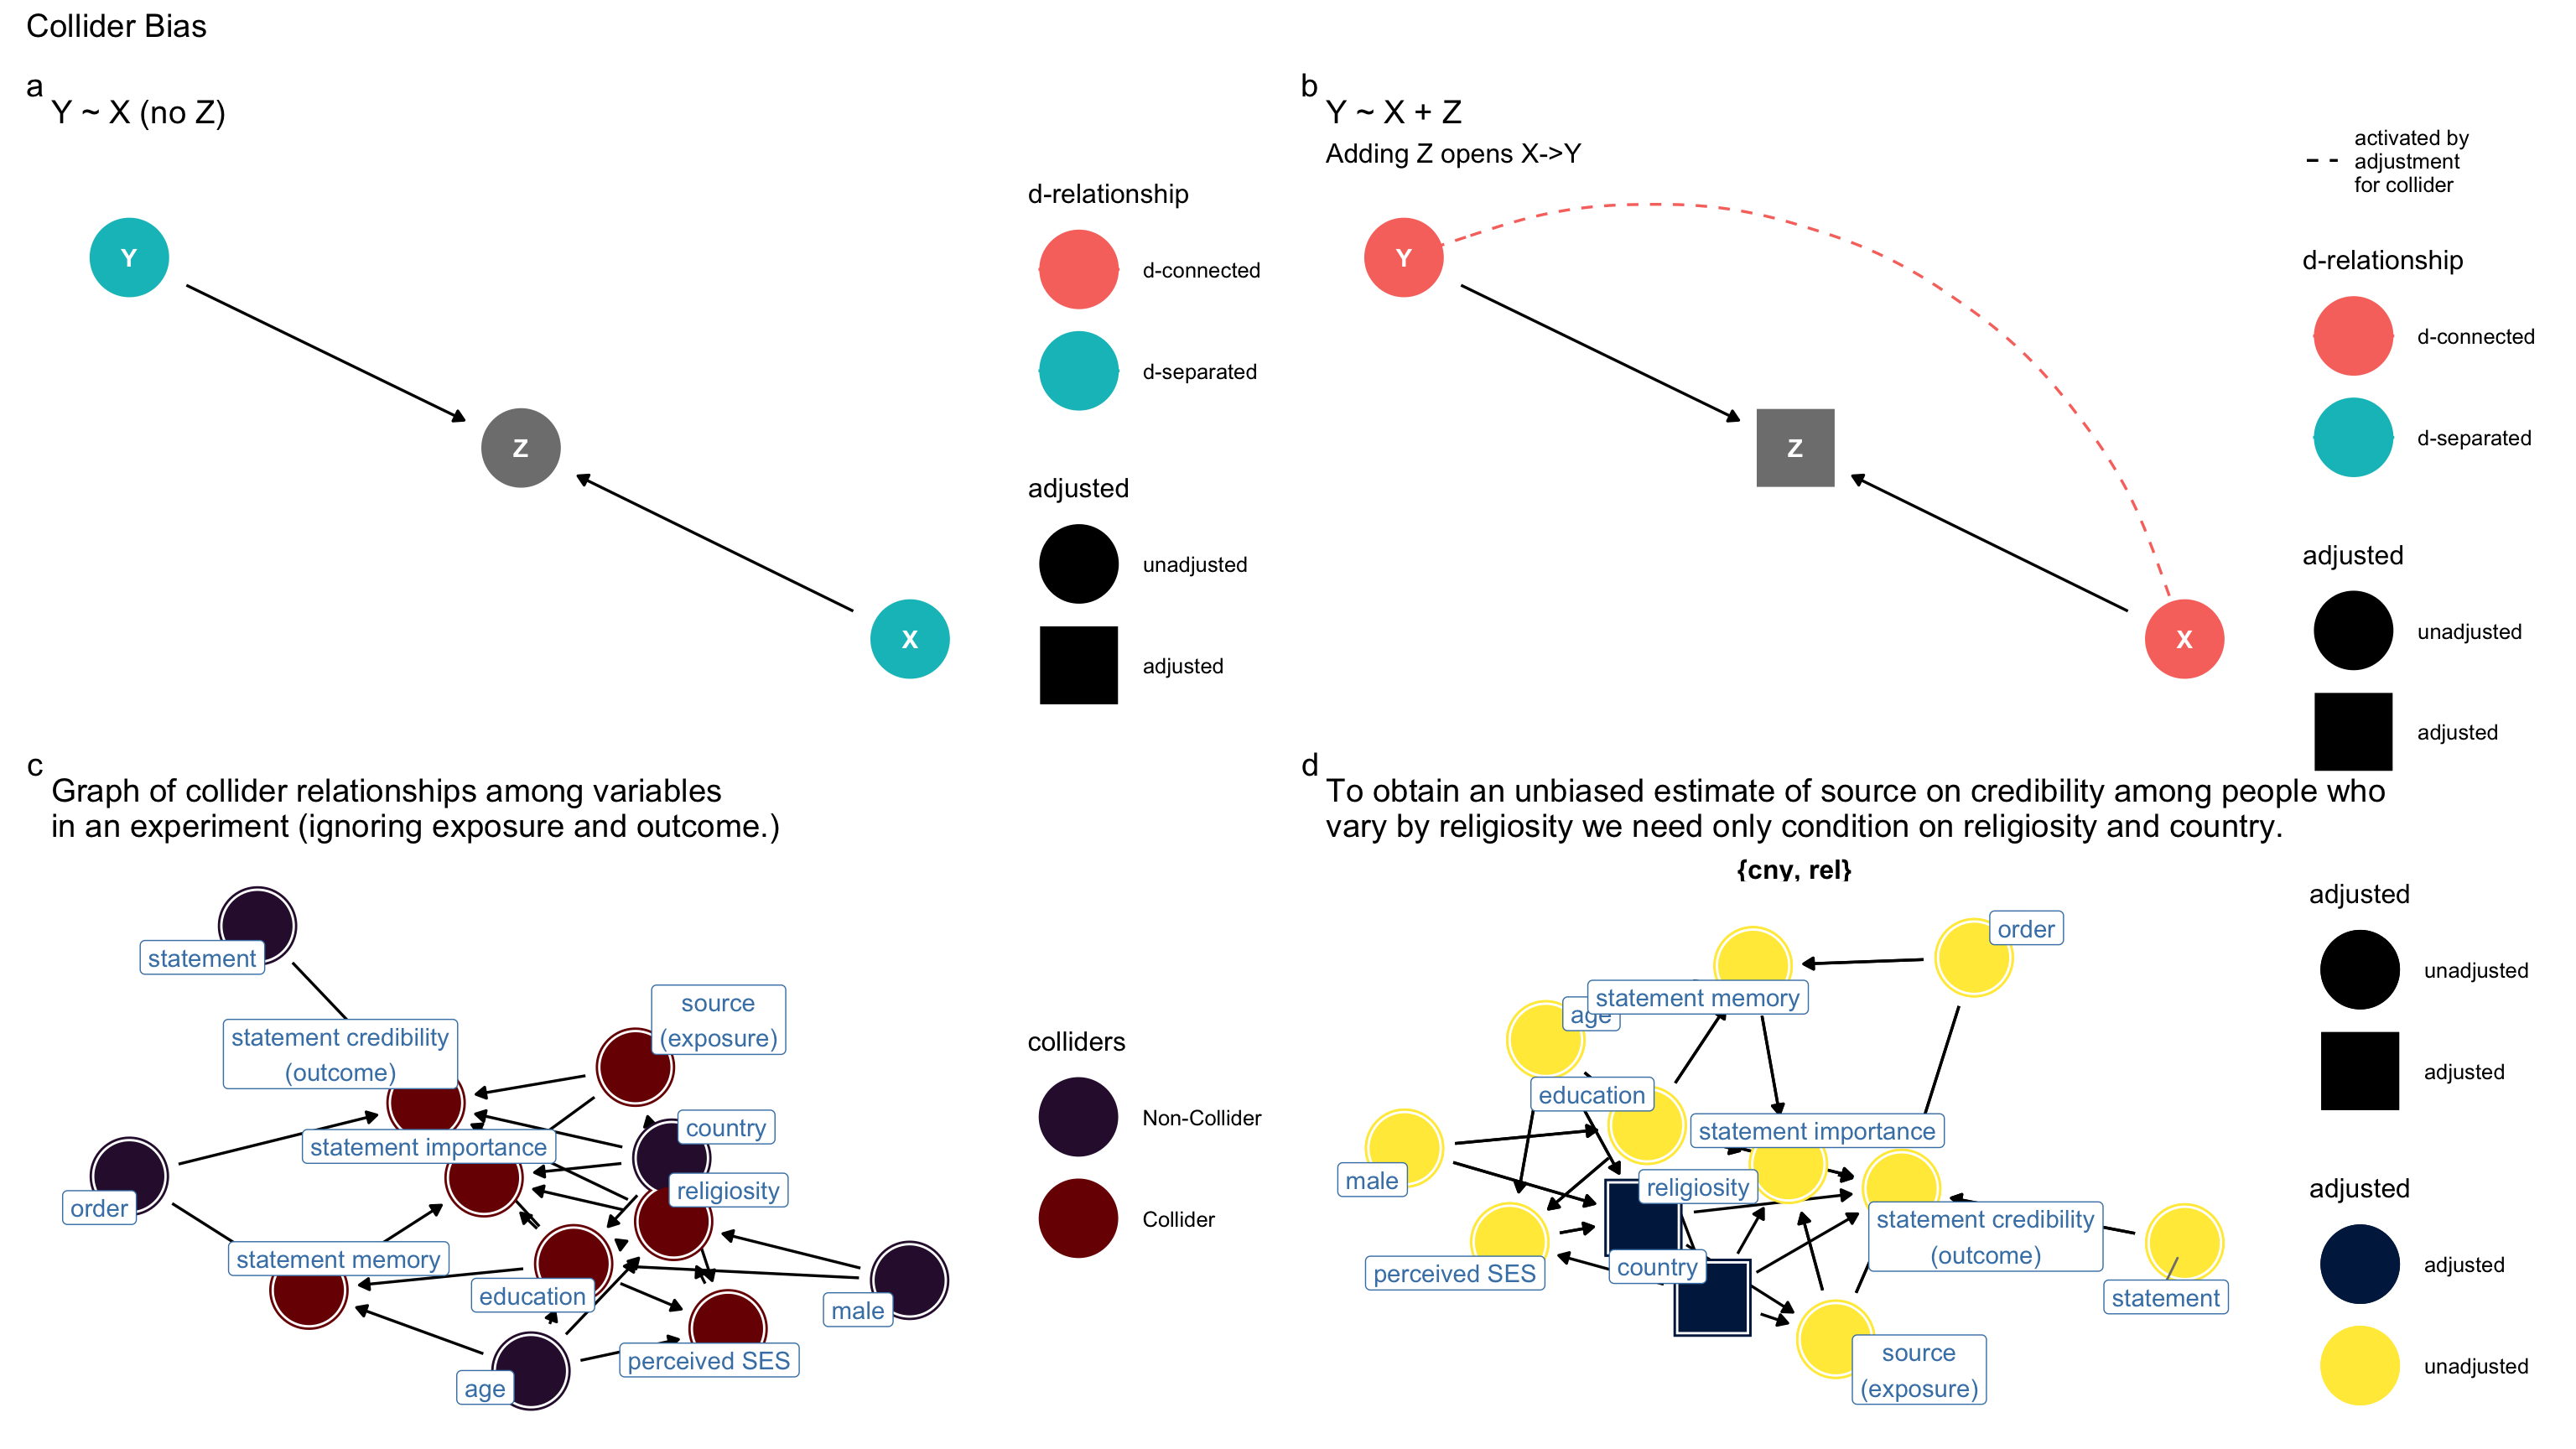 Collider Bias
a
Y ~ X (no Z)
Y
Z
X
d-relationship
d-connected
d-separated
adjusted
unadjusted
adjusted
b
Y ~ X + Z
Adding Z opens X->Y
Y
Z
X
activated by
adjustment
for collider
d-relationship
d-connected
d-separated
adjusted
unadjusted
adjusted
c
Graph of collider relationships among variables
in an experiment (ignoring exposure and outcome.)
statement
source
(exposure)
statement credibility
(outcome)
country
statement importance
religiosity
order
statement memory
education
male
perceived SES
age
colliders
Non-Collider
Collider
d
To obtain an unbiased estimate of source on credibility among people who
vary by religiosity we need only condition on religiosity and country.
{cny, rel}
order
statement memory
age
education
statement importance
male
religiosity
statement credibility
(outcome)
country
perceived SES
statement
source
(exposure)
adjusted
unadjusted
adjusted
adjusted
adjusted
unadjusted